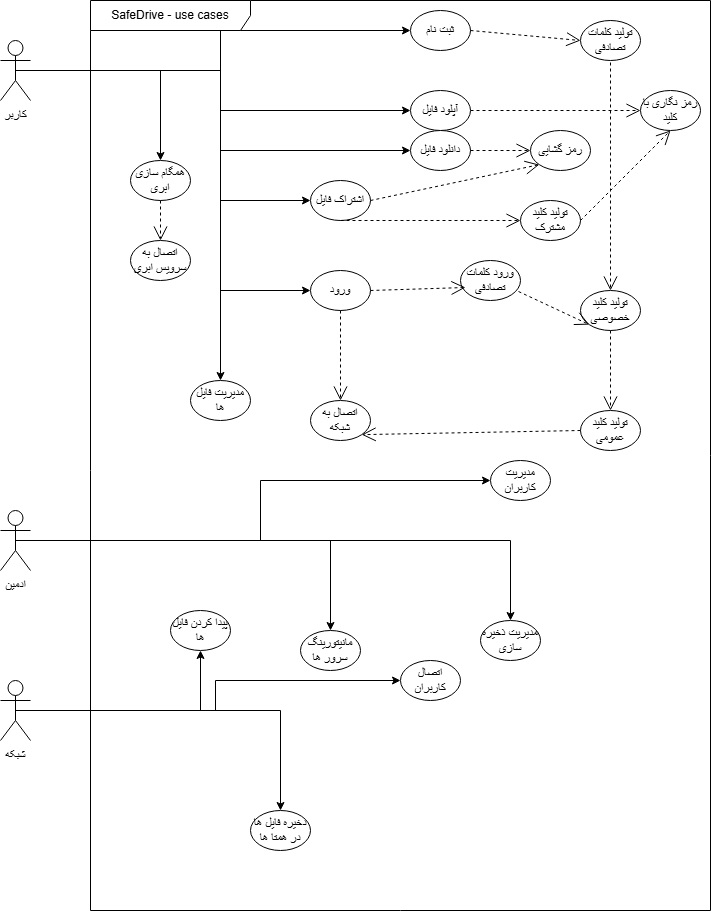 SafeDrive - use cases
ثبت نام
تولید کلمات
تصادفی
کاربر
آپلود فایل
رمز نگاری با
کلید
دانلود فایل
رمز گشایی
همگام سازی
ابری
اشتراک فایل
تولید کلید
مشترک
اتصال به
سرویس ابری
ورود
ورود کلمات
تصادفی
تولید کلید
خصوصی
مدیریت فایل
ها
اتصال به
شبکه
تولید کلید
عمومی
مدیریت
کاربران
ادمین
پیدا کردن فایل
ها
مانیتورینگ
سرور ها
مدیریت ذخیره
سازی
اتصال
کاربران
شبکه
ذخیره فایل ها
در همتا ها